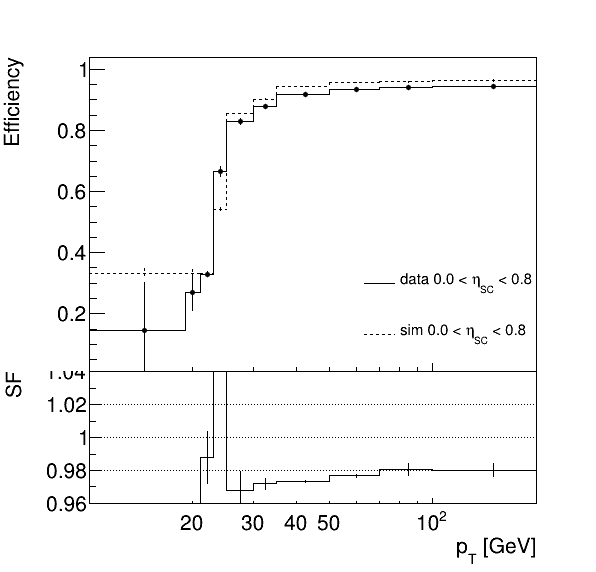 Efficiency
1
0.8
0.6
0.4
0.2
data 0.0 < η_SC < 0.8
sim 0.0 < η_SC < 0.8
SF
1.04
1.02
1
0.98
0.96
20 30 40 50 10²
p_T [GeV]